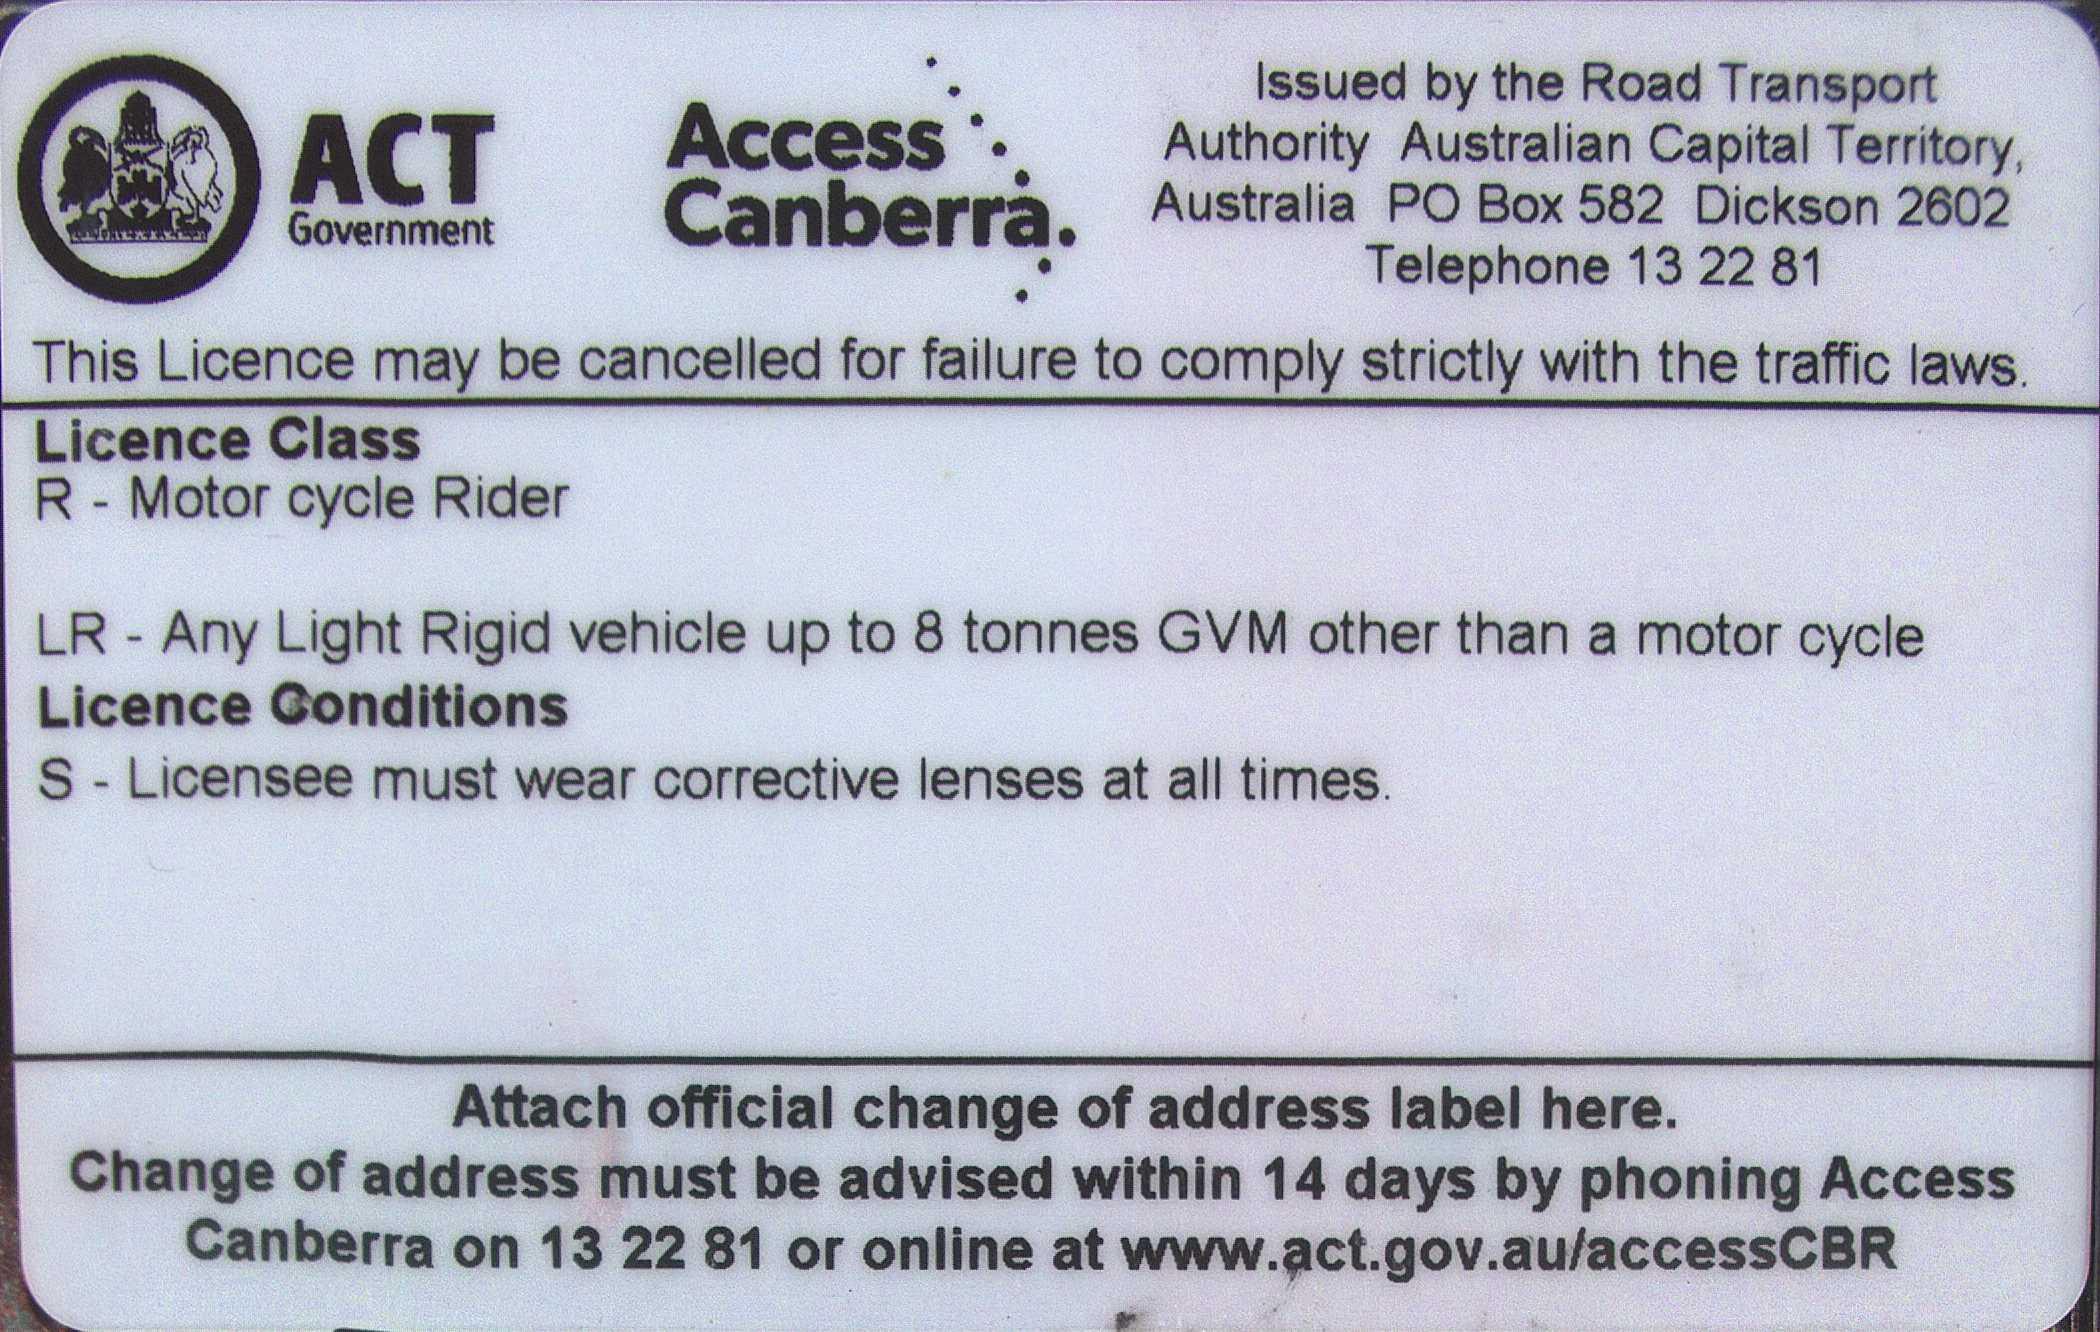 ACT
Government
Access
Canberra.
Issued by the Road Transport
Authority Australian Capital Territory,
Australia PO Box 582 Dickson 2602
Telephone 13 22 81
This Licence may be cancelled for failure to comply strictly with the traffic laws.
Licence Class
R - Motor cycle Rider
LR - Any Light Rigid vehicle up to 8 tonnes GVM other than a motor cycle
Licence Conditions
S - Licensee must wear corrective lenses at all times.
Attach official change of address label here.
Change of address must be advised within 14 days by phoning Access
Canberra on 13 22 81 or online at www.act.gov.au/accessCBR